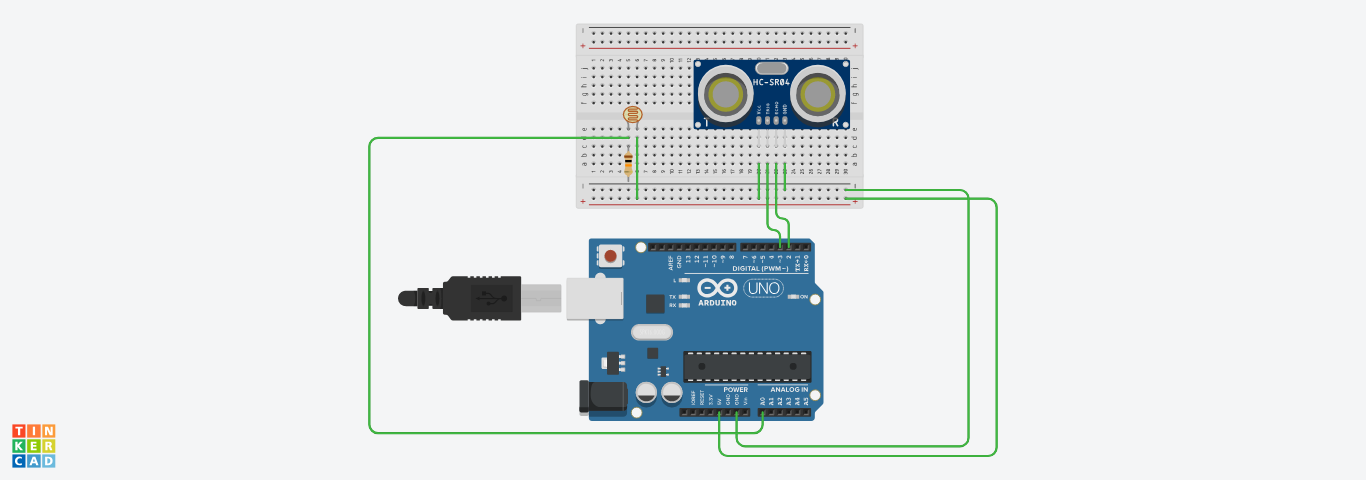 HC-SR04
VCC
TRIG
ECHO
GND
T
R
AREF
GND
13
12
~11
~10
~9
8
7
~6
~5
4
~3
2
TX→1
RX←0
DIGITAL (PWM~)
L
TX
RX
ARDUINO
UNO
ON
POWER
ANALOG IN
IOREF
RESET
3.3V
5V
GND
GND
Vin
A0
A1
A2
A3
A4
A5
TIN
KER
CAD